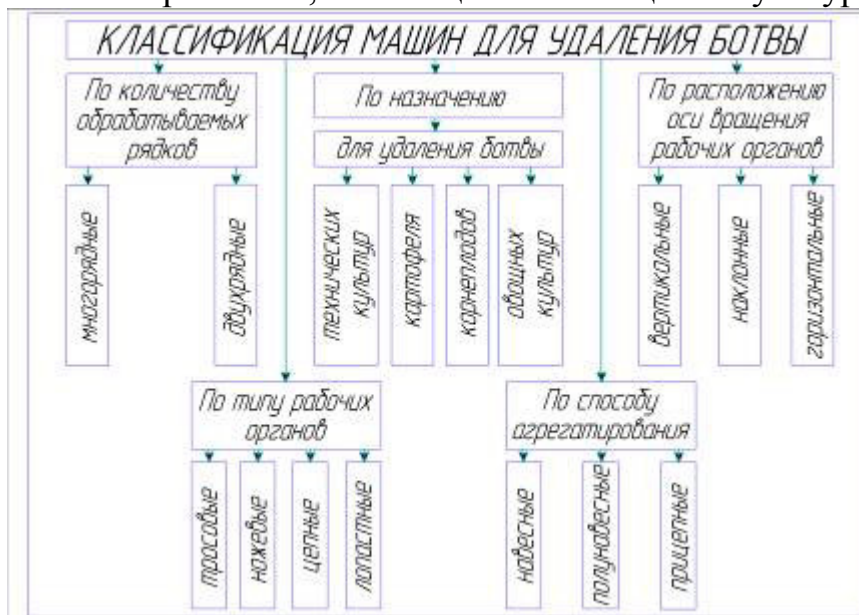 КЛАССИФИКАЦИЯ МАШИН ДЛЯ УДАЛЕНИЯ БОТВЫ
По количеству
обрабатываемых
рядков
По назначению
По расположению
оси вращения
рабочих органов
для удаления ботвы
многорядные
двухрядные
технических
культур
картофеля
корнеплодов
овощных
культур
вертикальные
наклонные
горизонтальные
По типу рабочих
органов
По способу
агрегатирования
тросовые
ножевые
цепные
лопастные
навесные
полунавесные
прицепные